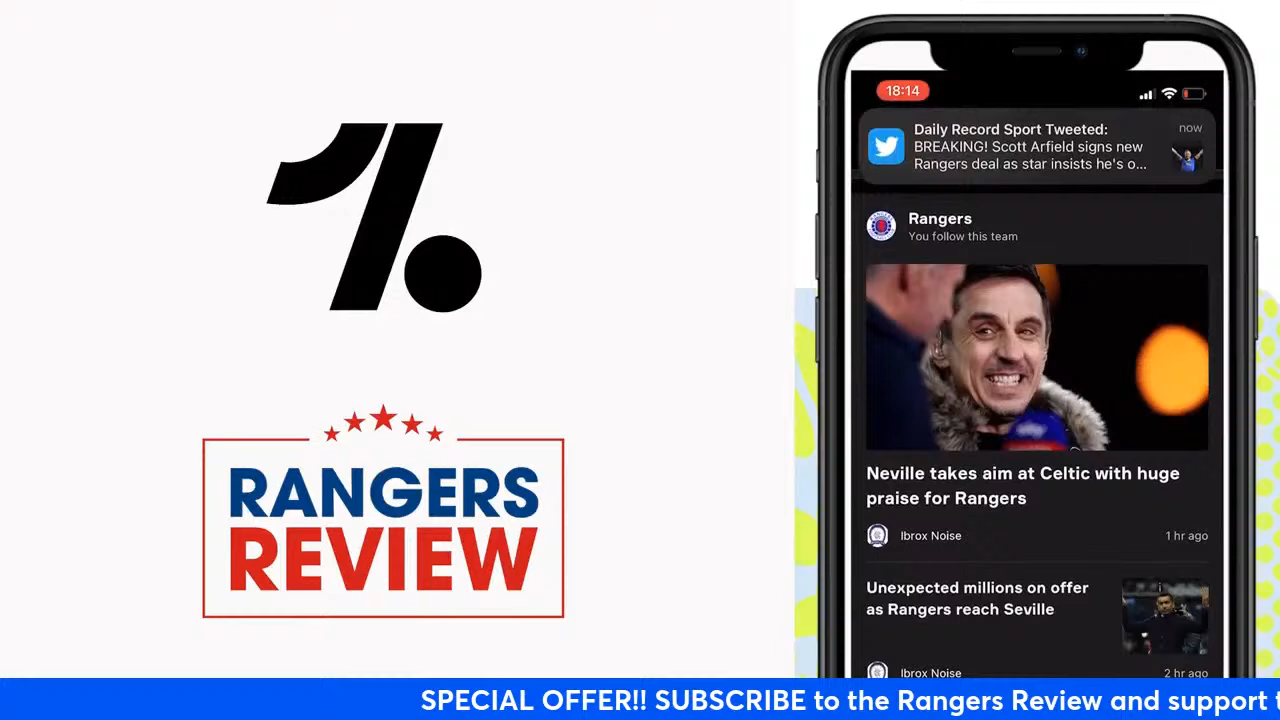 RANGERS
REVIEW
18:14
Daily Record Sport Tweeted:
now
BREAKING! Scott Arfield signs new
Rangers deal as star insists he's o...
Rangers
You follow this team
Neville takes aim at Celtic with huge
praise for Rangers
Ibrox Noise
1 hr ago
Unexpected millions on offer
as Rangers reach Seville
Ibrox Noise
2 hr ago
SPECIAL OFFER!! SUBSCRIBE to the Rangers Review and support t